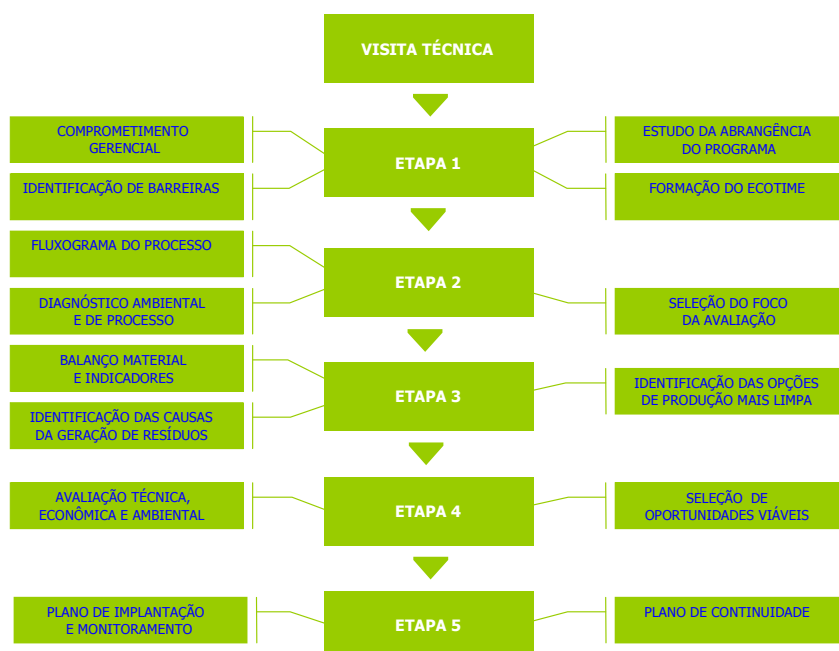 VISITA TÉCNICA
COMPROMETIMENTO
GERENCIAL
ESTUDO DA ABRANGÊNCIA
DO PROGRAMA
ETAPA 1
IDENTIFICAÇÃO DE BARREIRAS
FORMAÇÃO DO ECOTIME
FLUXOGRAMA DO PROCESSO
ETAPA 2
DIAGNÓSTICO AMBIENTAL
E DE PROCESSO
SELEÇÃO DO FOCO
DA AVALIAÇÃO
BALANÇO MATERIAL
E INDICADORES
ETAPA 3
IDENTIFICAÇÃO DAS OPÇÕES
DE PRODUÇÃO MAIS LIMPA
IDENTIFICAÇÃO DAS CAUSAS
DA GERAÇÃO DE RESÍDUOS
AVALIAÇÃO TÉCNICA,
ECONÔMICA E AMBIENTAL
ETAPA 4
SELEÇÃO DE
OPORTUNIDADES VIÁVEIS
PLANO DE IMPLANTAÇÃO
E MONITORAMENTO
ETAPA 5
PLANO DE CONTINUIDADE